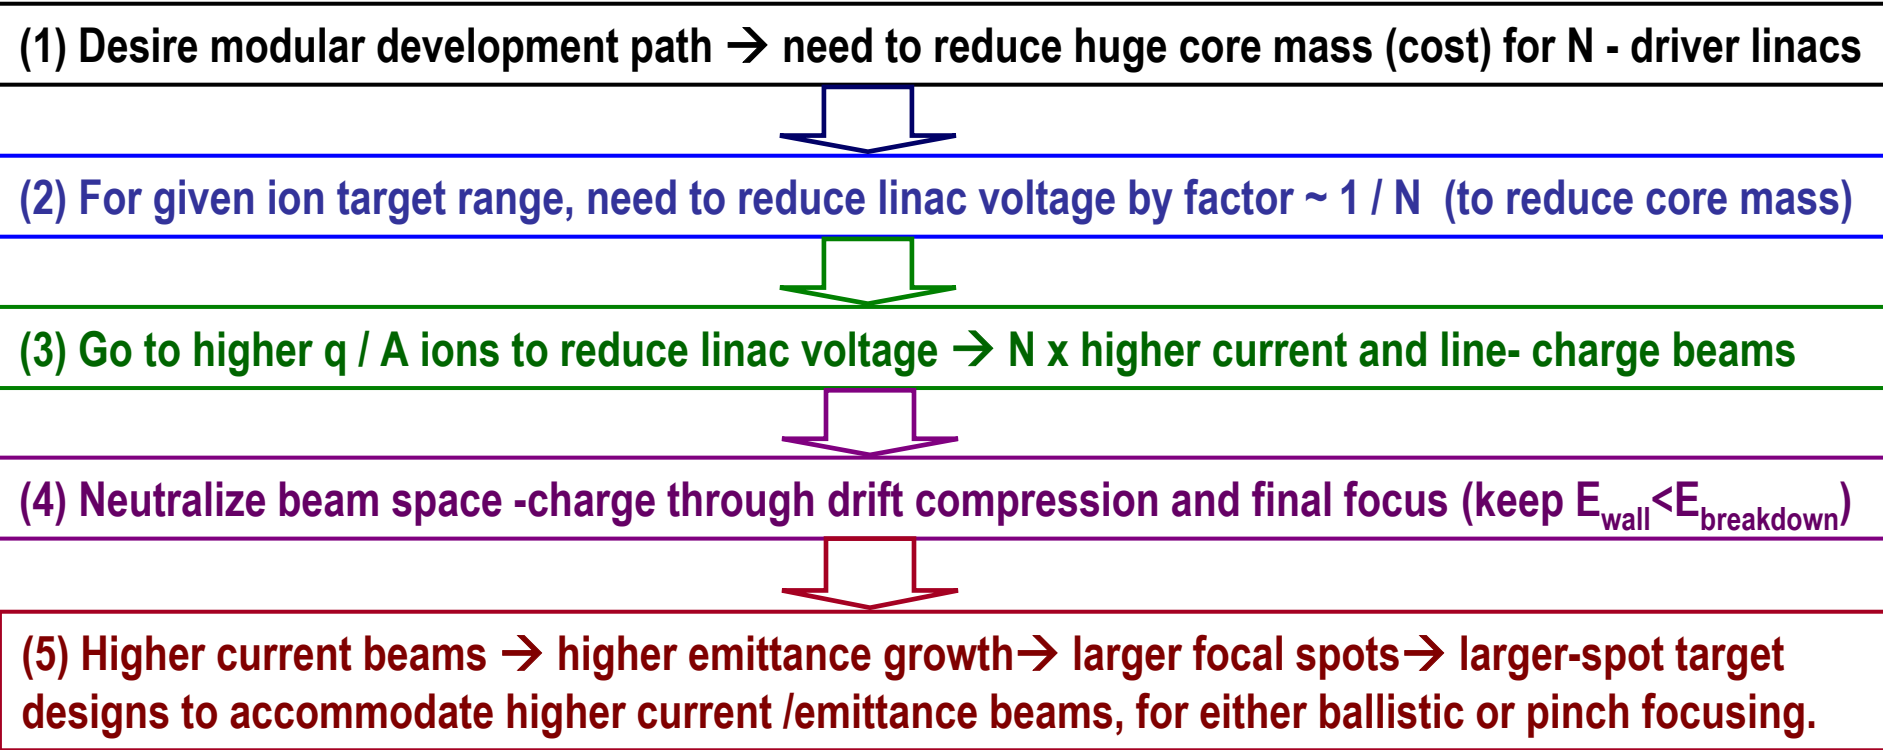 (1) Desire modular development path → need to reduce huge core mass (cost) for N - driver linacs
(2) For given ion target range, need to reduce linac voltage by factor ~ 1 / N (to reduce core mass)
(3) Go to higher q / A ions to reduce linac voltage → N x higher current and line- charge beams
(4) Neutralize beam space -charge through drift compression and final focus (keep E_wall<E_breakdown)
(5) Higher current beams → higher emittance growth→ larger focal spots→ larger-spot target
designs to accommodate higher current /emittance beams, for either ballistic or pinch focusing.